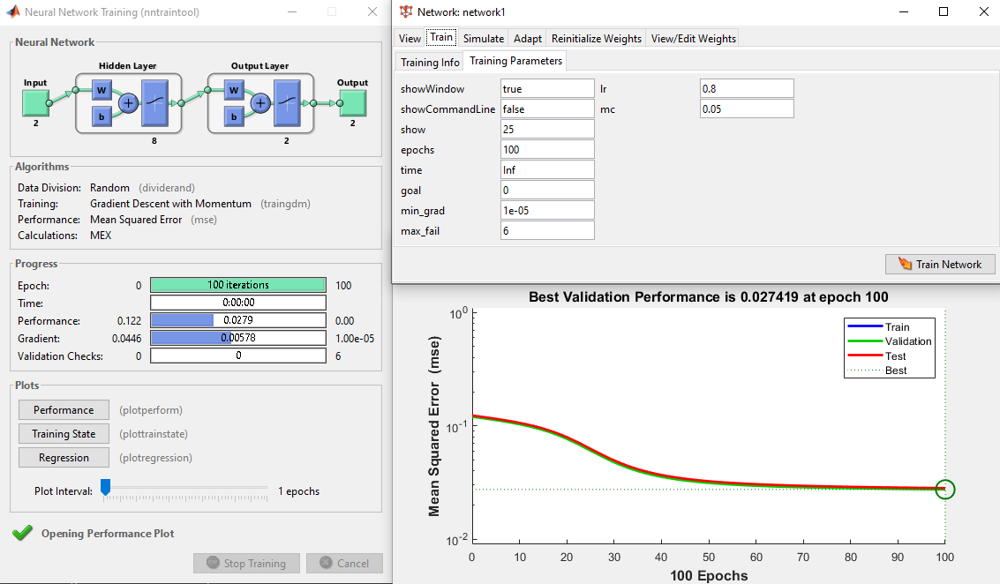 Neural Network Training (nntraintool)
Neural Network
Hidden Layer
Output Layer
Input
Output
W
b
+
W
b
+
2
8
2
2
Algorithms
Data Division: Random (dividerand)
Training: Gradient Descent with Momentum (traingdm)
Performance: Mean Squared Error (mse)
Calculations: MEX
Progress
Epoch: 0 100 iterations 100
Time: 0:00:00
Performance: 0.122 0.0279 0.00
Gradient: 0.0446 0.00578 1.00e-05
Validation Checks: 0 0 6
Plots
Performance (plotperform)
Training State (plottrainstate)
Regression (plotregression)
Plot Interval: 1 epochs
Opening Performance Plot
Stop Training Cancel
Network: network1
View Train Simulate Adapt Reinitialize Weights View/Edit Weights
Training Info Training Parameters
showWindow true lr 0.8
showCommandLine false mc 0.05
show 25
epochs 100
time Inf
goal 0
min_grad 1e-05
max_fail 6
Train Network
Best Validation Performance is 0.027419 at epoch 100
Mean Squared Error (mse)
10^0
10^-1
10^-2
Train
Validation
Test
Best
0 10 20 30 40 50 60 70 80 90 100
100 Epochs